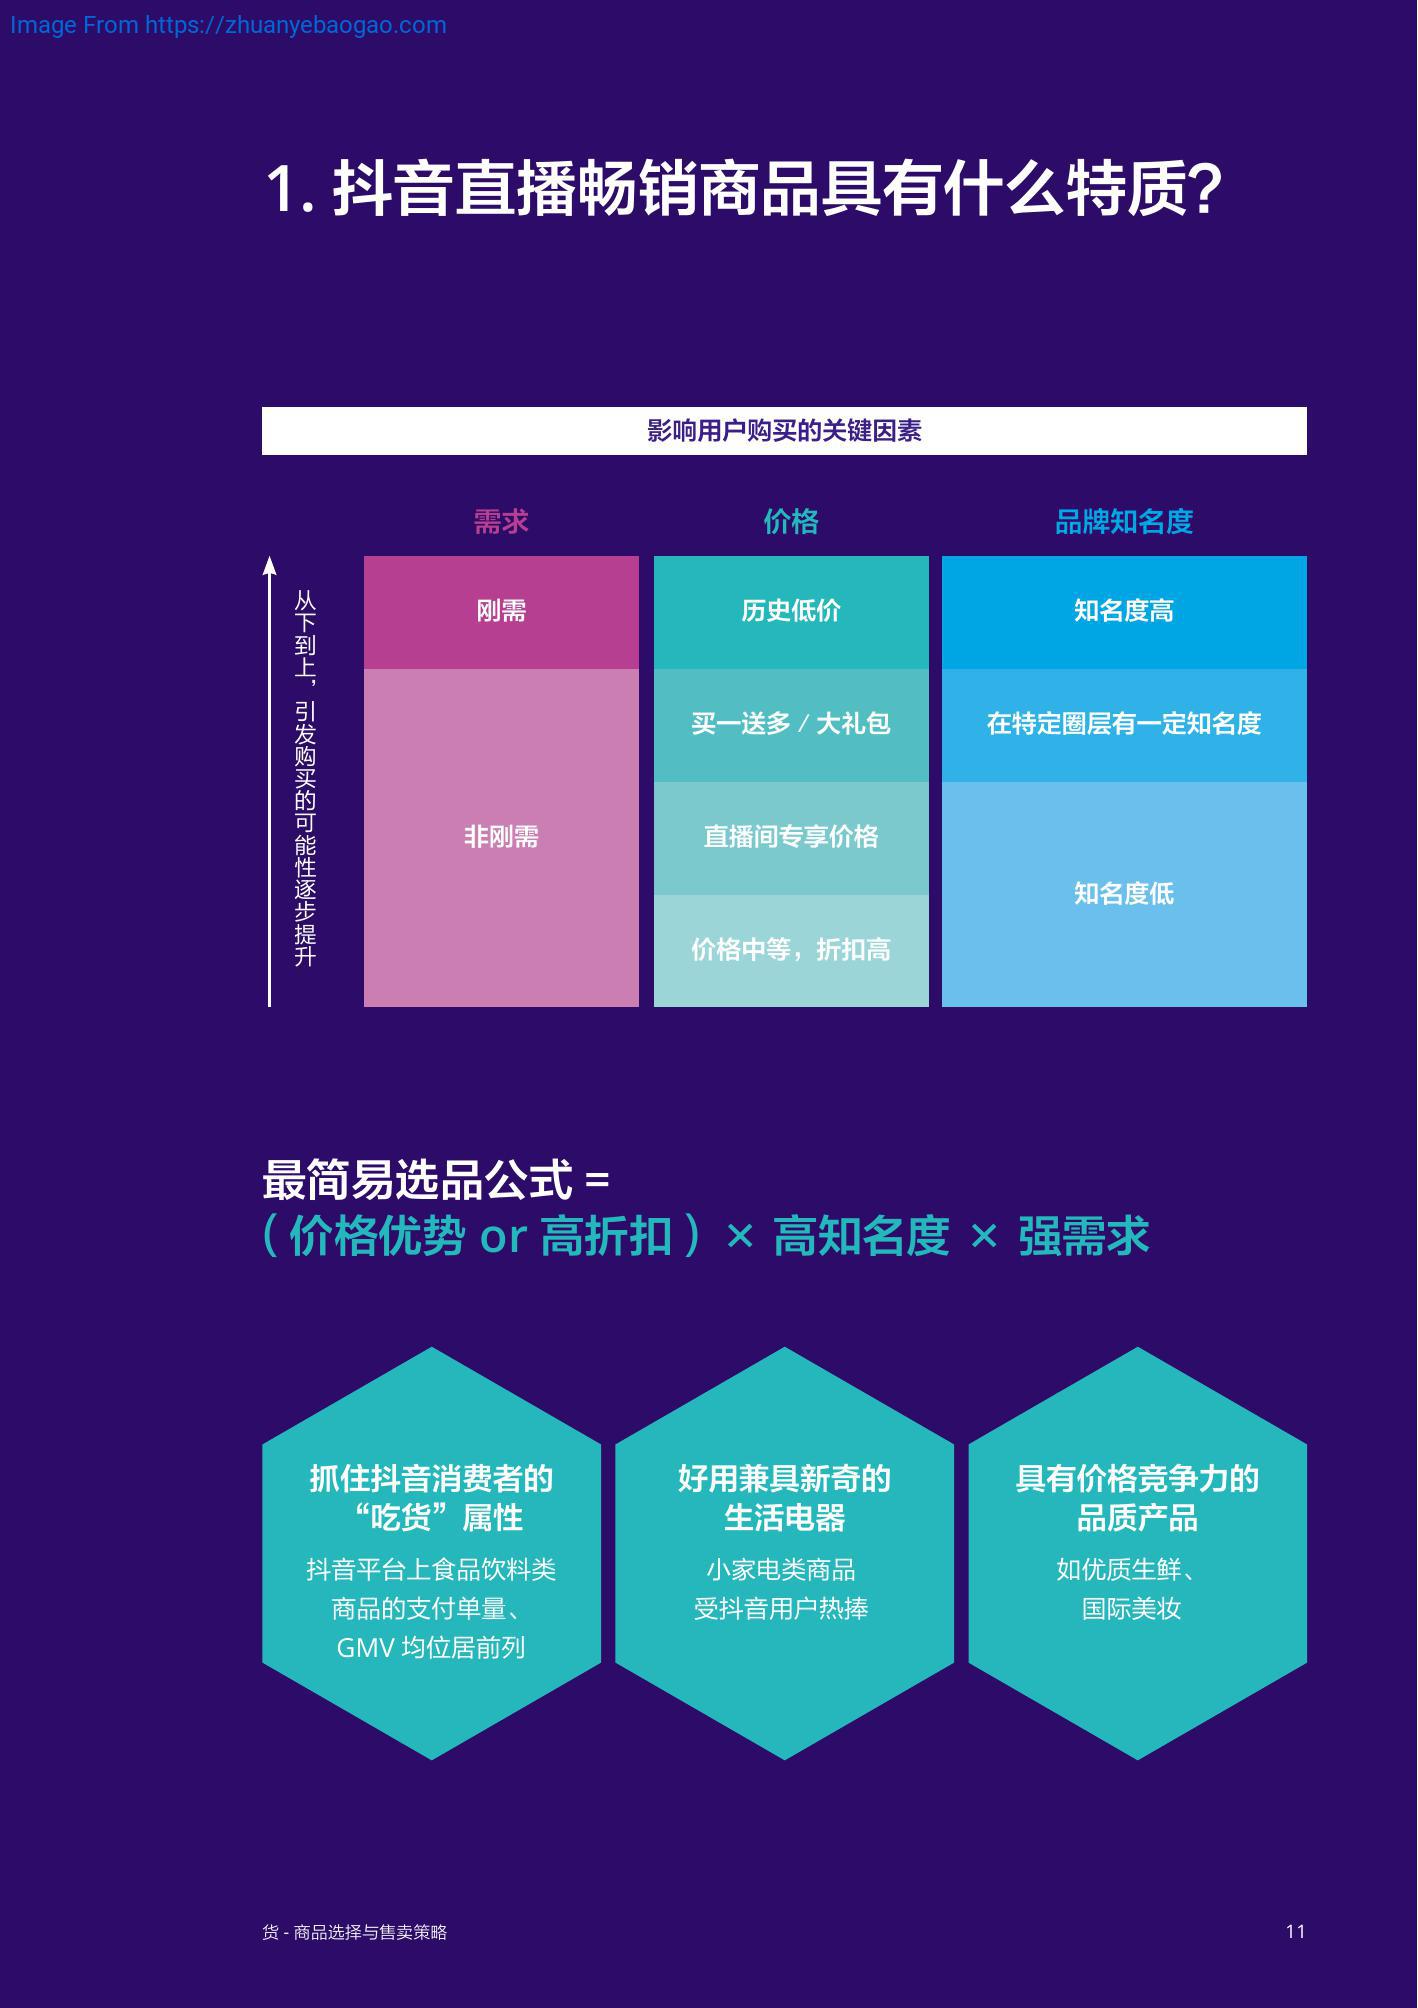 Image From https://zhuanyebaogao.com
1. 抖音直播畅销商品具有什么特质?
影响用户购买的关键因素
需求
价格
品牌知名度
从下到上，引发购买的可能性逐步提升
刚需
非刚需
历史低价
买一送多 / 大礼包
直播间专享价格
价格中等，折扣高
知名度高
在特定圈层有一定知名度
知名度低
最简易选品公式 =
（价格优势 or 高折扣）× 高知名度 × 强需求
抓住抖音消费者的
“吃货”属性
抖音平台上食品饮料类
商品的支付单量、
GMV 均位居前列
好用兼具新奇的
生活电器
小家电类商品
受抖音用户热捧
具有价格竞争力的
品质产品
如优质生鲜、
国际美妆
货 - 商品选择与售卖策略
11